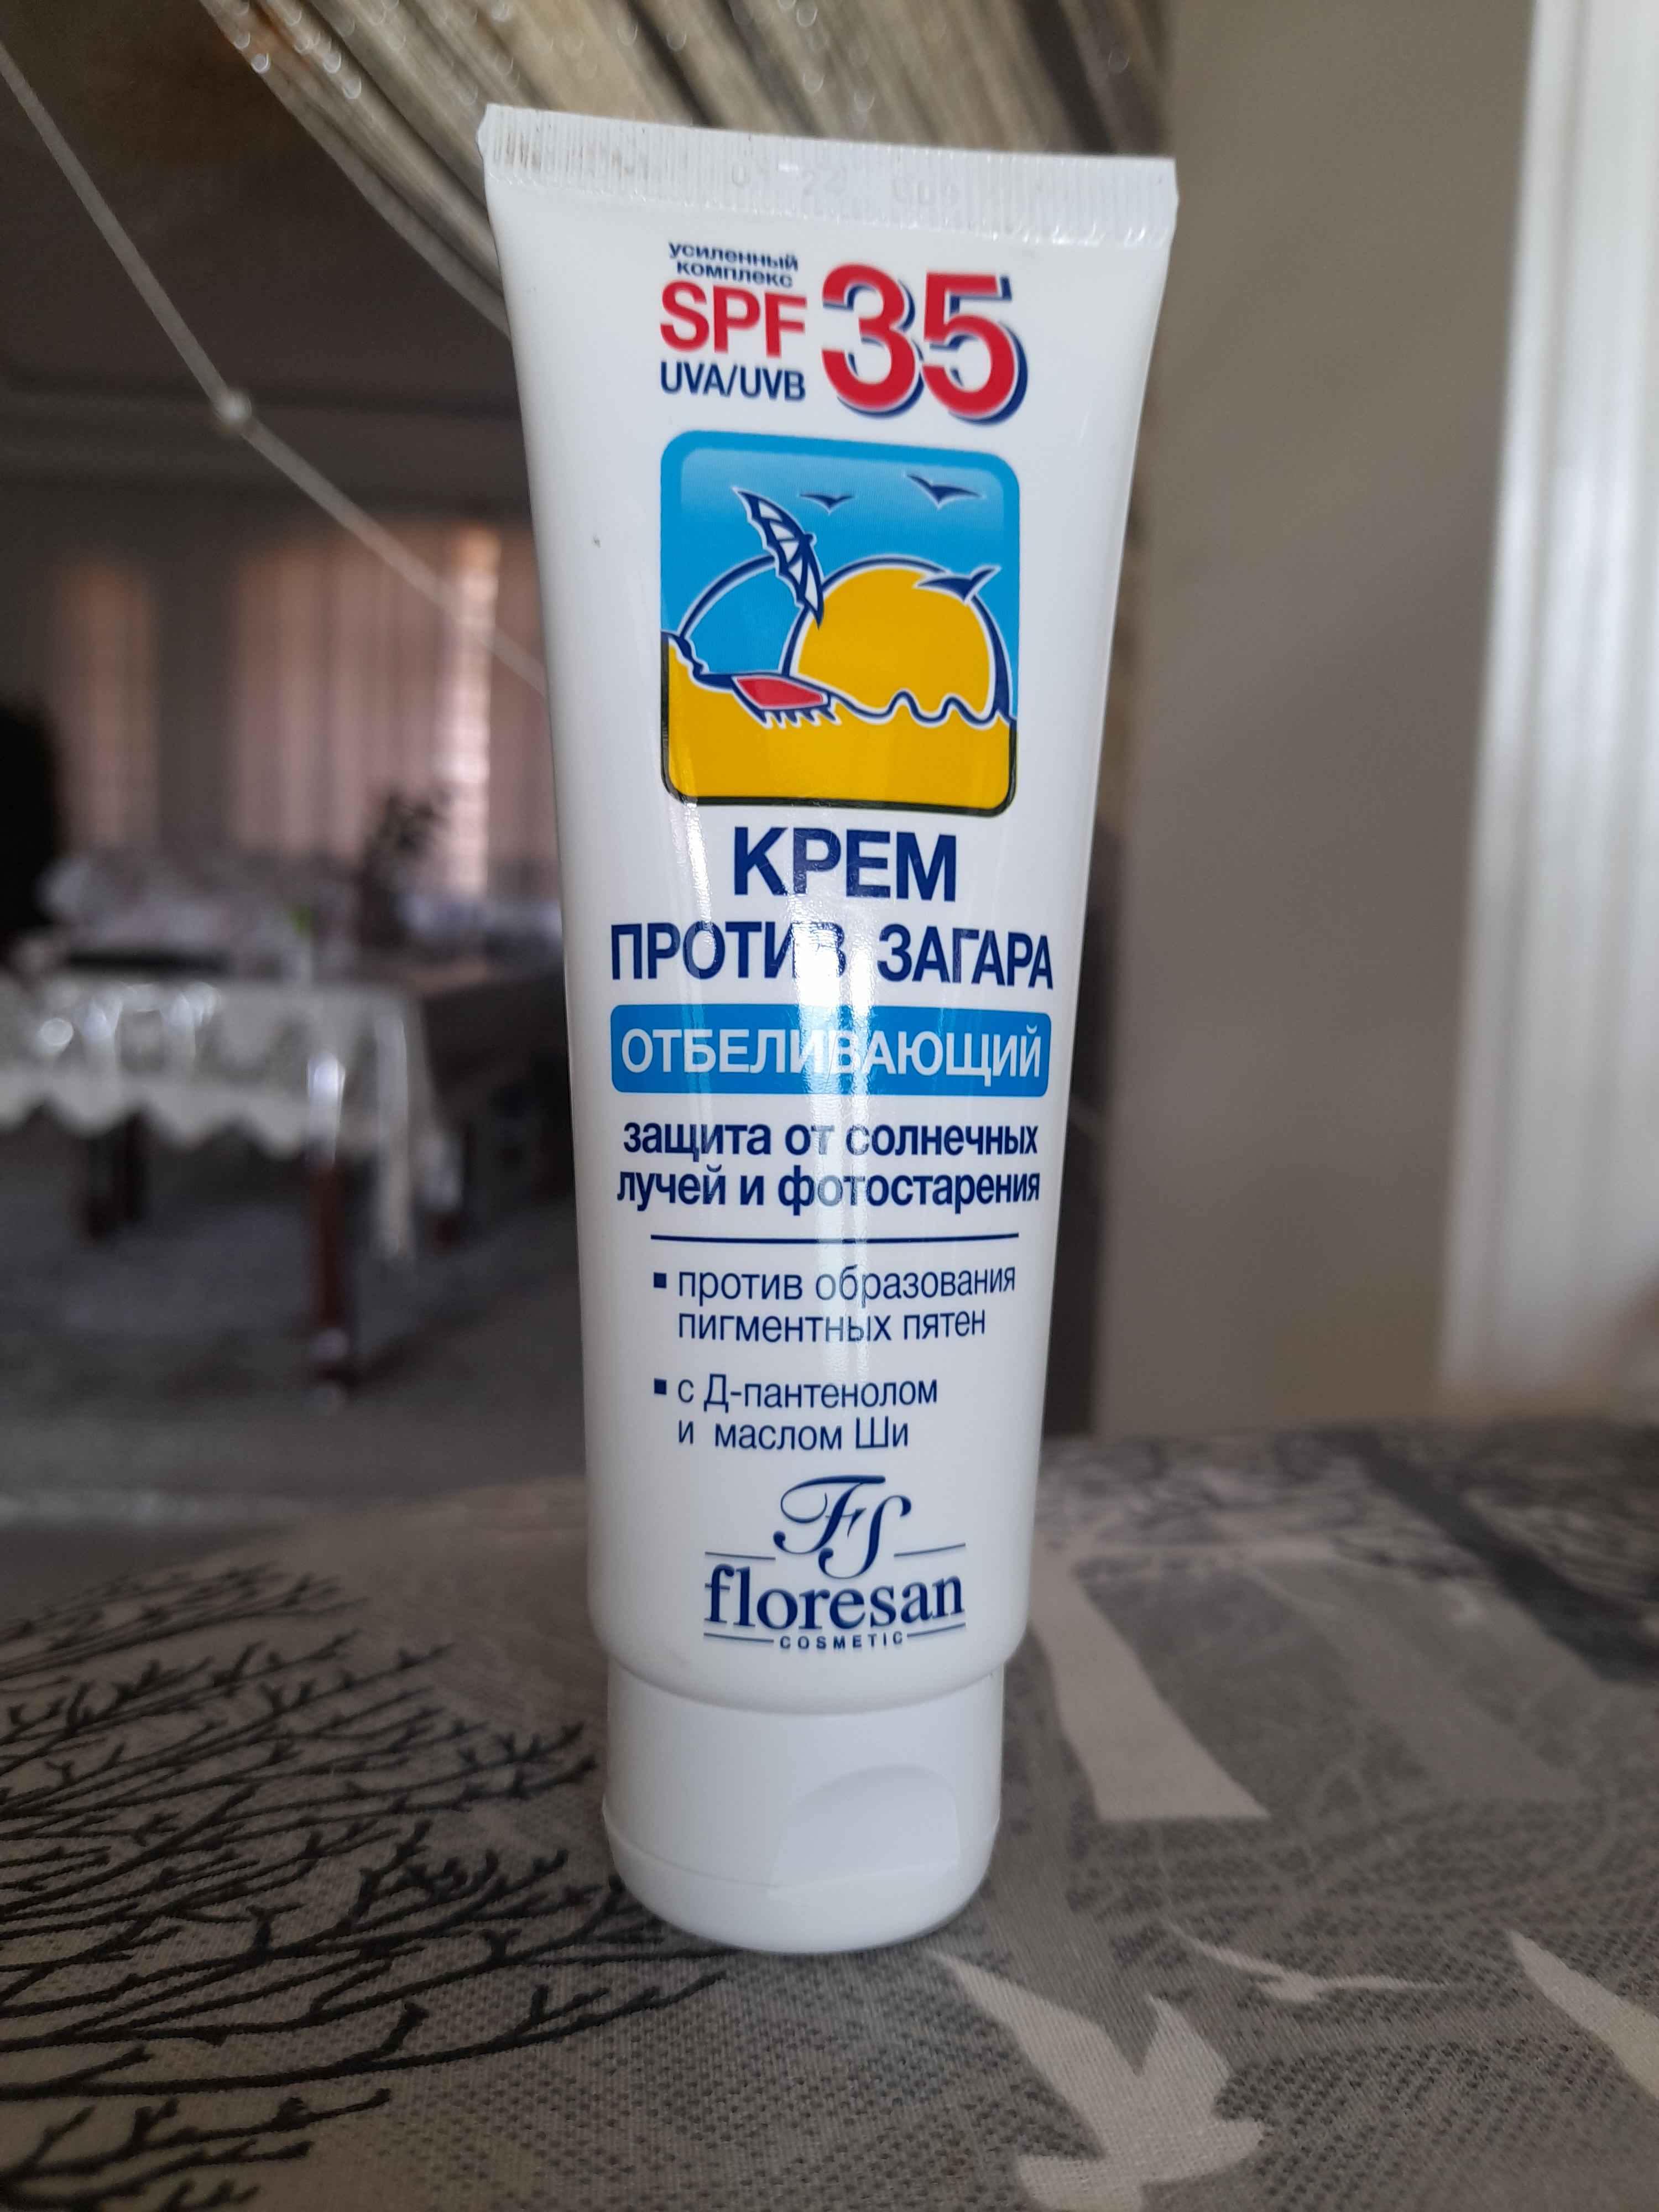 усиленный
комплекс
SPF 35
UVA/UVB
КРЕМ
ПРОТИВ ЗАГАРА
ОТБЕЛИВАЮЩИЙ
защита от солнечных
лучей и фотостарения
▪ против образования
пигментных пятен
▪ с Д-пантенолом
и маслом Ши
FS
floresan
COSMETIC